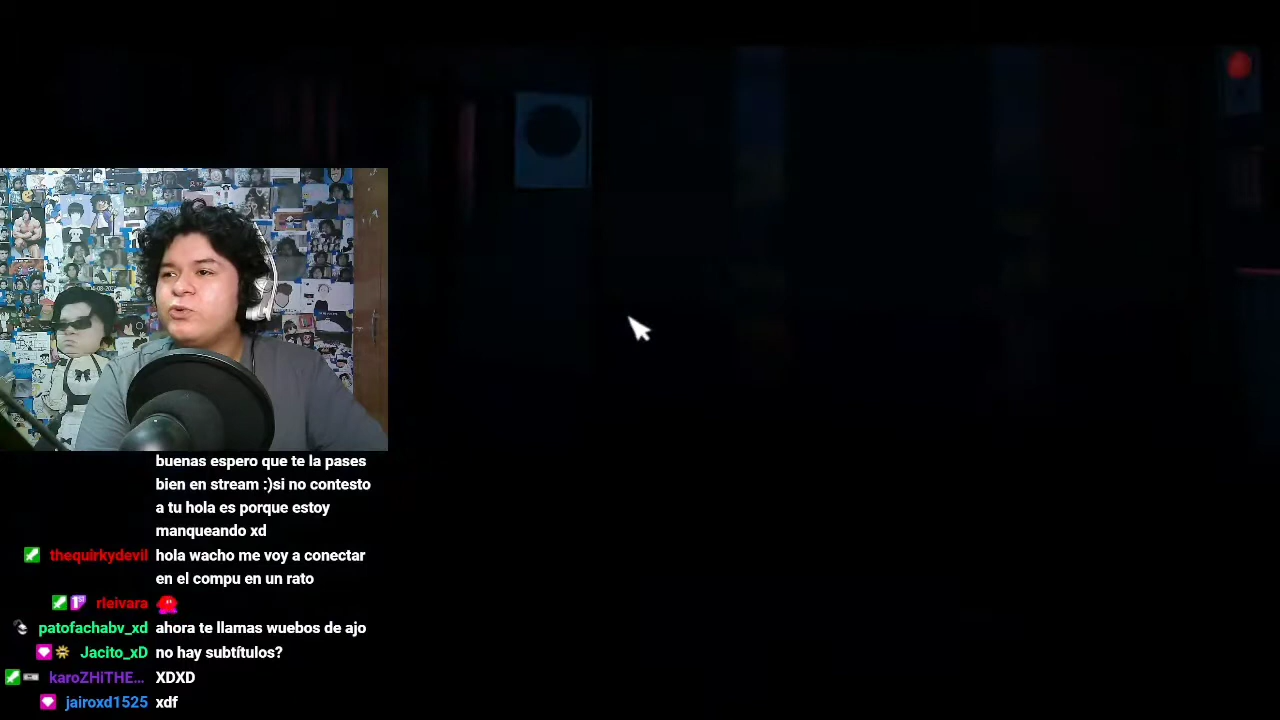 buenas espero que te la pases
bien en stream :)si no contesto
a tu hola es porque estoy
manqueando xd
thequirkydevil hola wacho me voy a conectar
en el compu en un rato
rleivara
patofachabv_xd ahora te llamas wuebos de ajo
Jacito_xD no hay subtítulos?
karoZHiTHE... XDXD
jairoxd1525 xdf